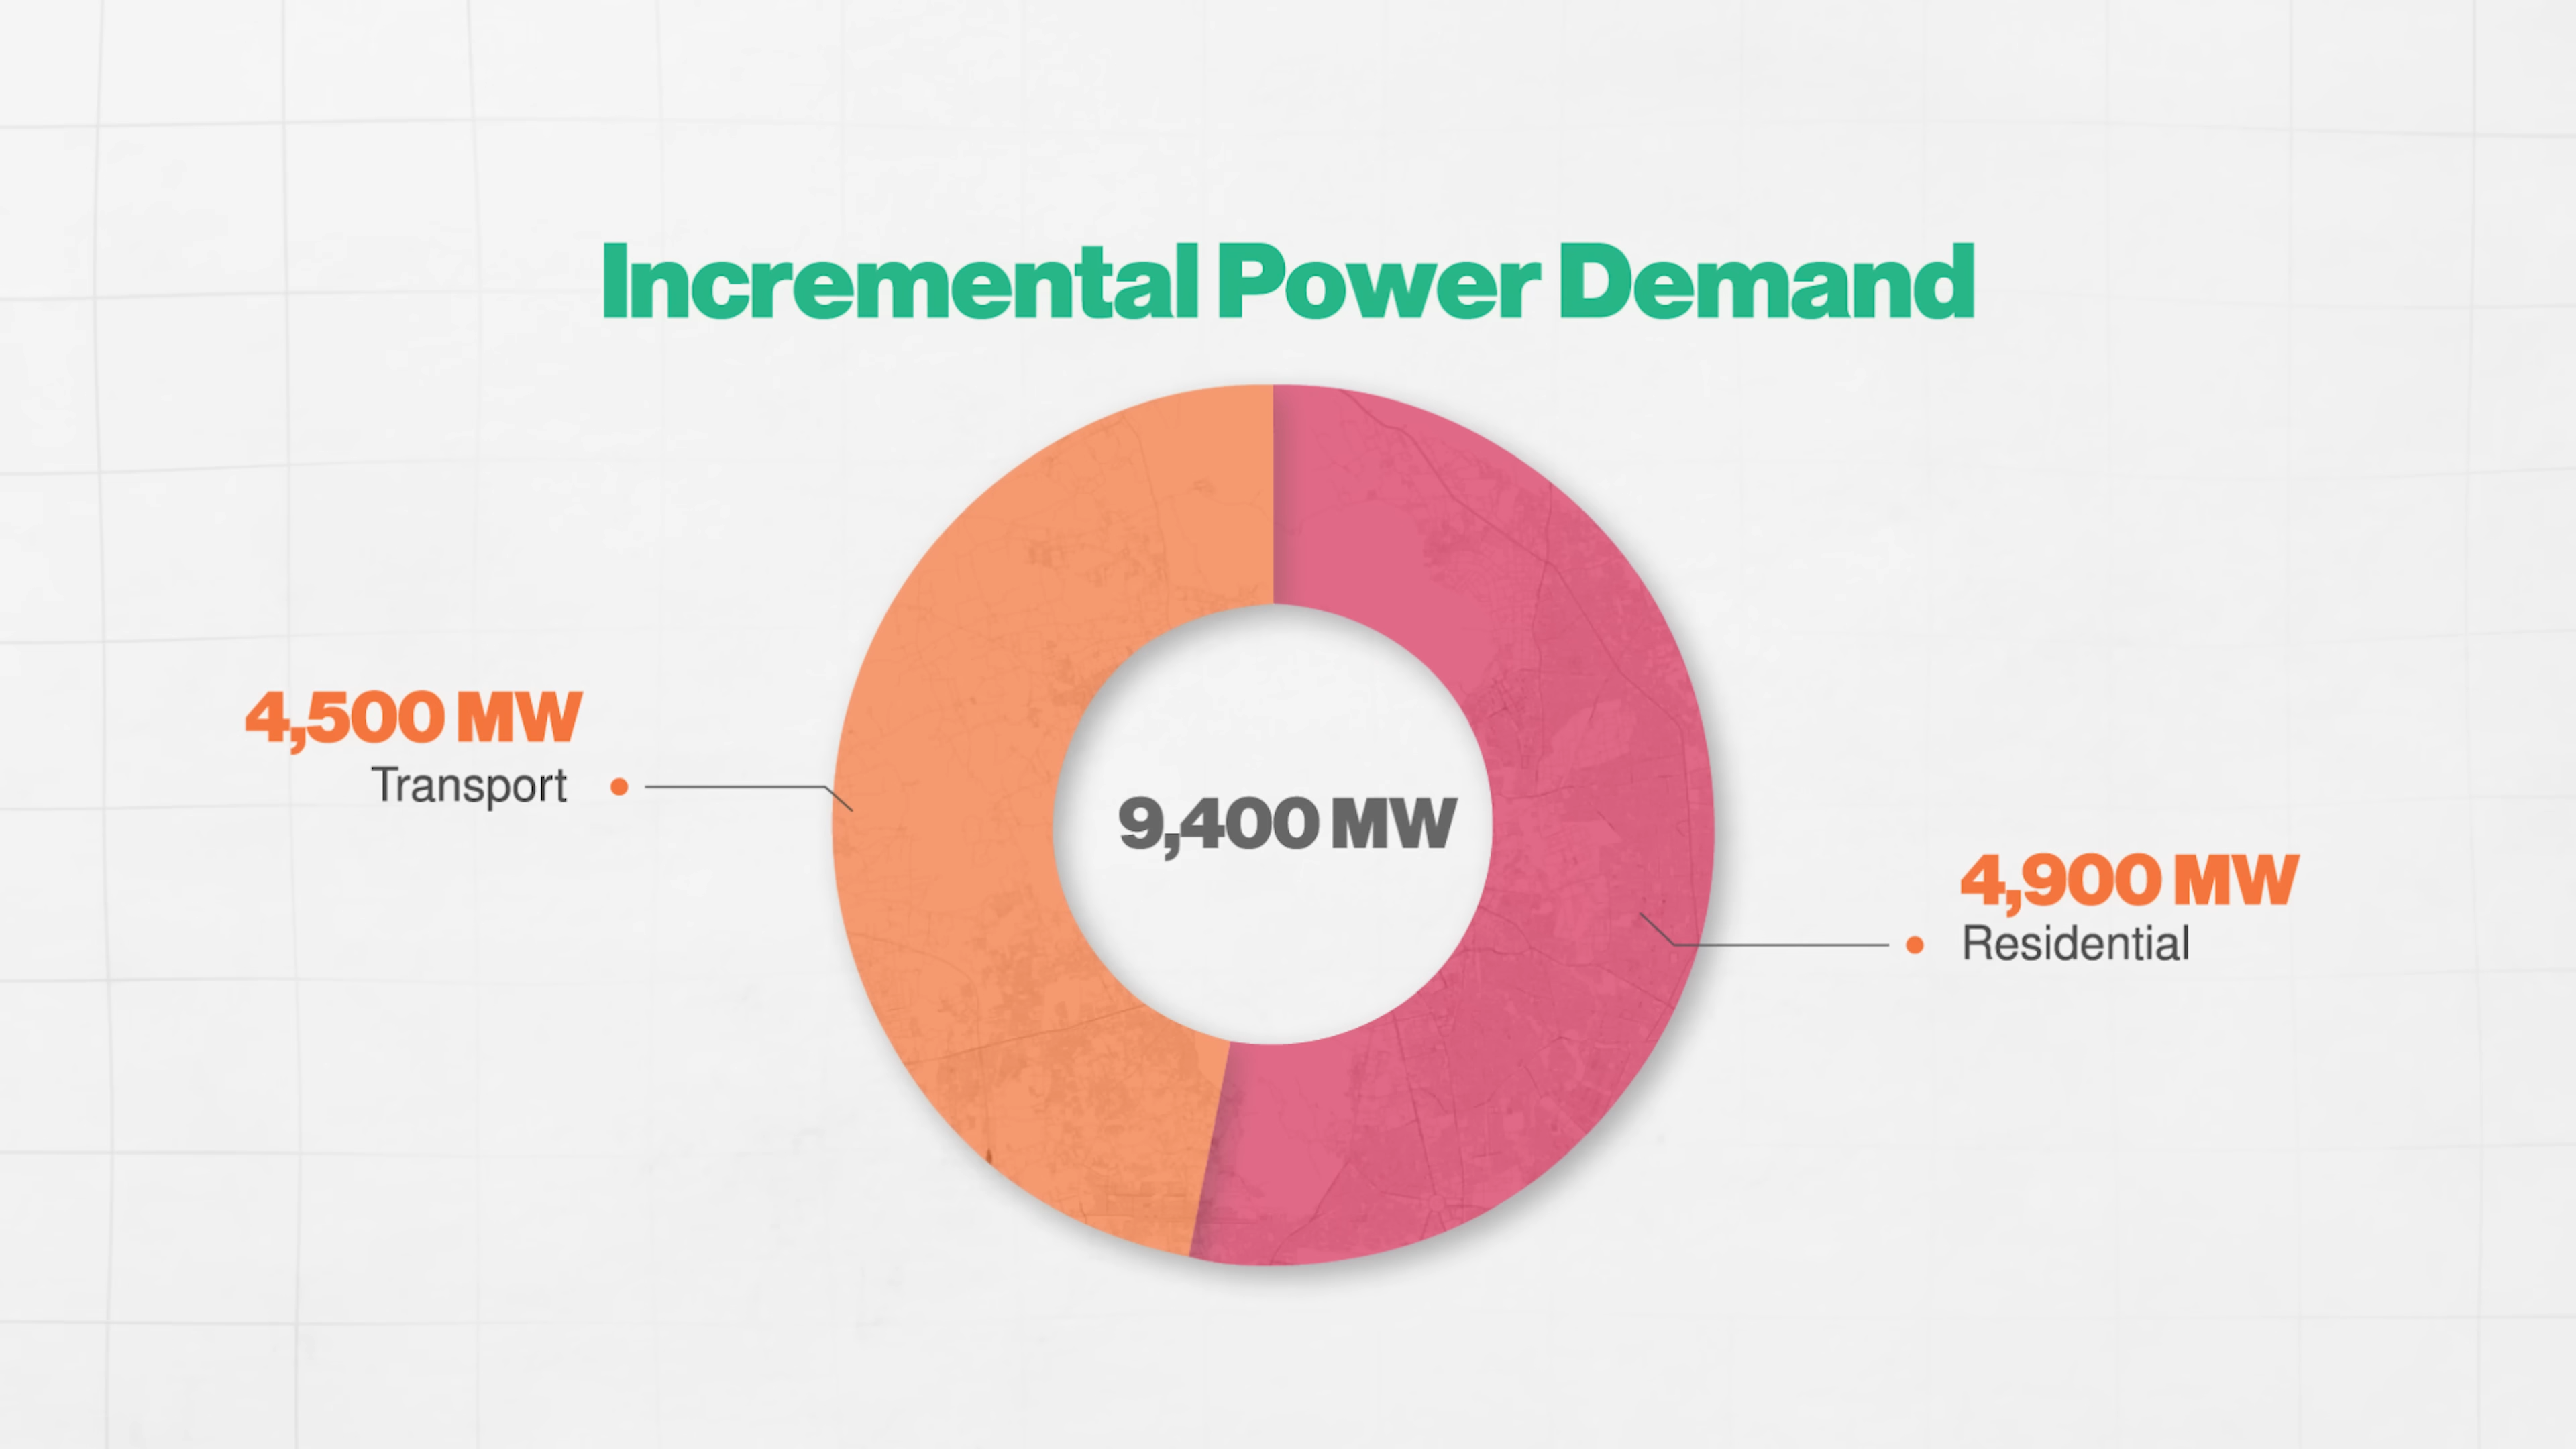 Incremental Power Demand
4,500 MW
Transport
9,400 MW
4,900 MW
Residential